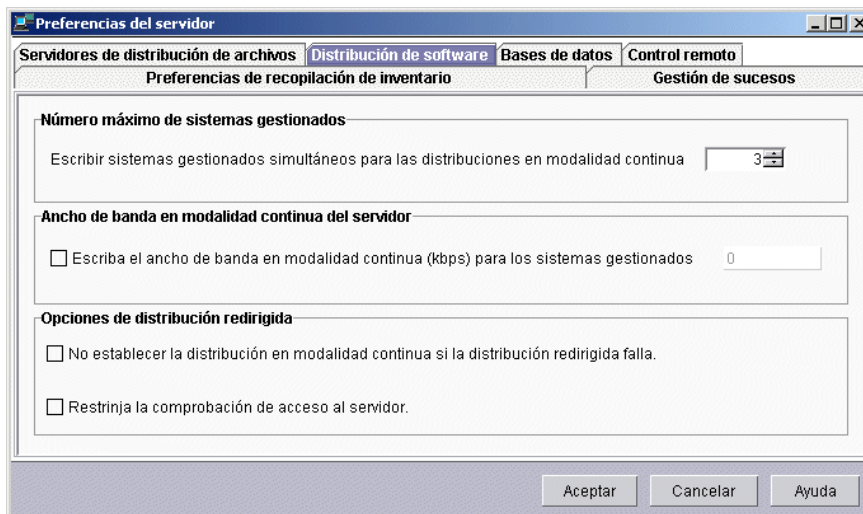 Preferencias del servidor
Servidores de distribución de archivos Distribución de software Bases de datos Control remoto
Preferencias de recopilación de inventario Gestión de sucesos
Número máximo de sistemas gestionados
Escribir sistemas gestionados simultáneos para las distribuciones en modalidad continua 3
Ancho de banda en modalidad continua del servidor
Escriba el ancho de banda en modalidad continua (kbps) para los sistemas gestionados 0
Opciones de distribución redirigida
No establecer la distribución en modalidad continua si la distribución redirigida falla.
Restrinja la comprobación de acceso al servidor.
Aceptar Cancelar Ayuda